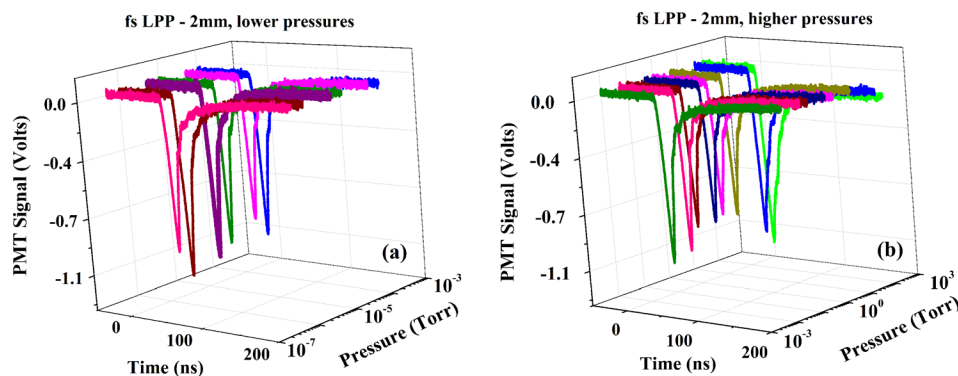 fs LPP - 2mm, lower pressures
0.0
-0.4
-0.7
-1.1
PMT Signal (Volts)
0
100
200
Time (ns)
10-7
10-5
10-3
Pressure (Torr)
(a)
fs LPP - 2mm, higher pressures
0.0
-0.4
-0.7
-1.1
PMT Signal (Volts)
0
100
200
Time (ns)
10-3
100
103
Pressure (Torr)
(b)